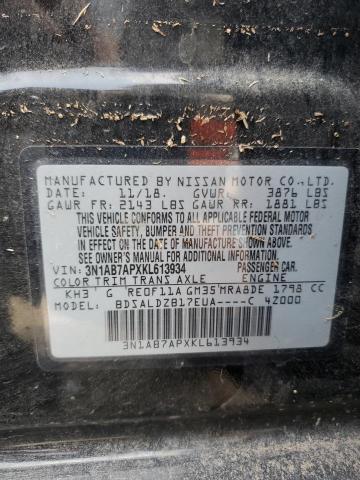 MANUFACTURED BY NISSAN MOTOR CO.,LTD.
DATE: 11/18. GVWR: 3876 LBS
GAWR FR: 2143 LBS GAWR RR: 1881 LBS
THIS VEHICLE CONFORMS TO ALL APPLICABLE FEDERAL MOTOR
VEHICLE SAFETY, BUMPER, AND THEFT PREVENTION STANDARDS
IN EFFECT ON THE DATE OF MANUFACTURE SHOWN ABOVE.
SEE OWNER'S MANUAL FOR ADDITIONAL INFORMATION
VIN: 3N1AB7APXKL613934 PASSENGER CAR.
COLOR TRIM TRANS AXLE ENGINE
KH3 G RE0F11A GM35 MRA8DE 1798 CC
MODEL: BDSALDZB17EUA----C 4Z000
3N1AB7APXKL613934